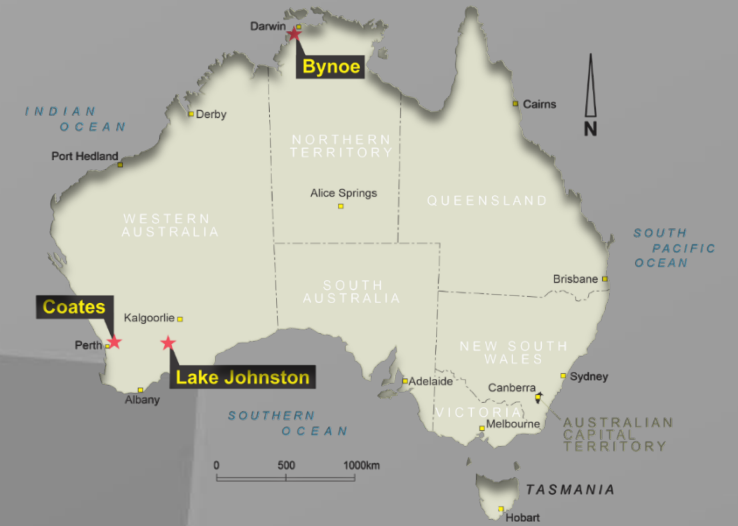 Darwin
Bynoe
INDIAN
OCEAN
Derby
Cairns
N
NORTHERN
TERRITORY
Port Hedland
Alice Springs
QUEENSLAND
WESTERN
AUSTRALIA
SOUTH
PACIFIC
OCEAN
Brisbane
SOUTH
AUSTRALIA
Coates
Kalgoorlie
Perth
NEW SOUTH
WALES
Lake Johnston
Adelaide
Sydney
Canberra
Albany
SOUTHERN
OCEAN
VICTORIA
Melbourne
AUSTRALIAN
CAPITAL
TERRITORY
0 500 1000km
TASMANIA
Hobart